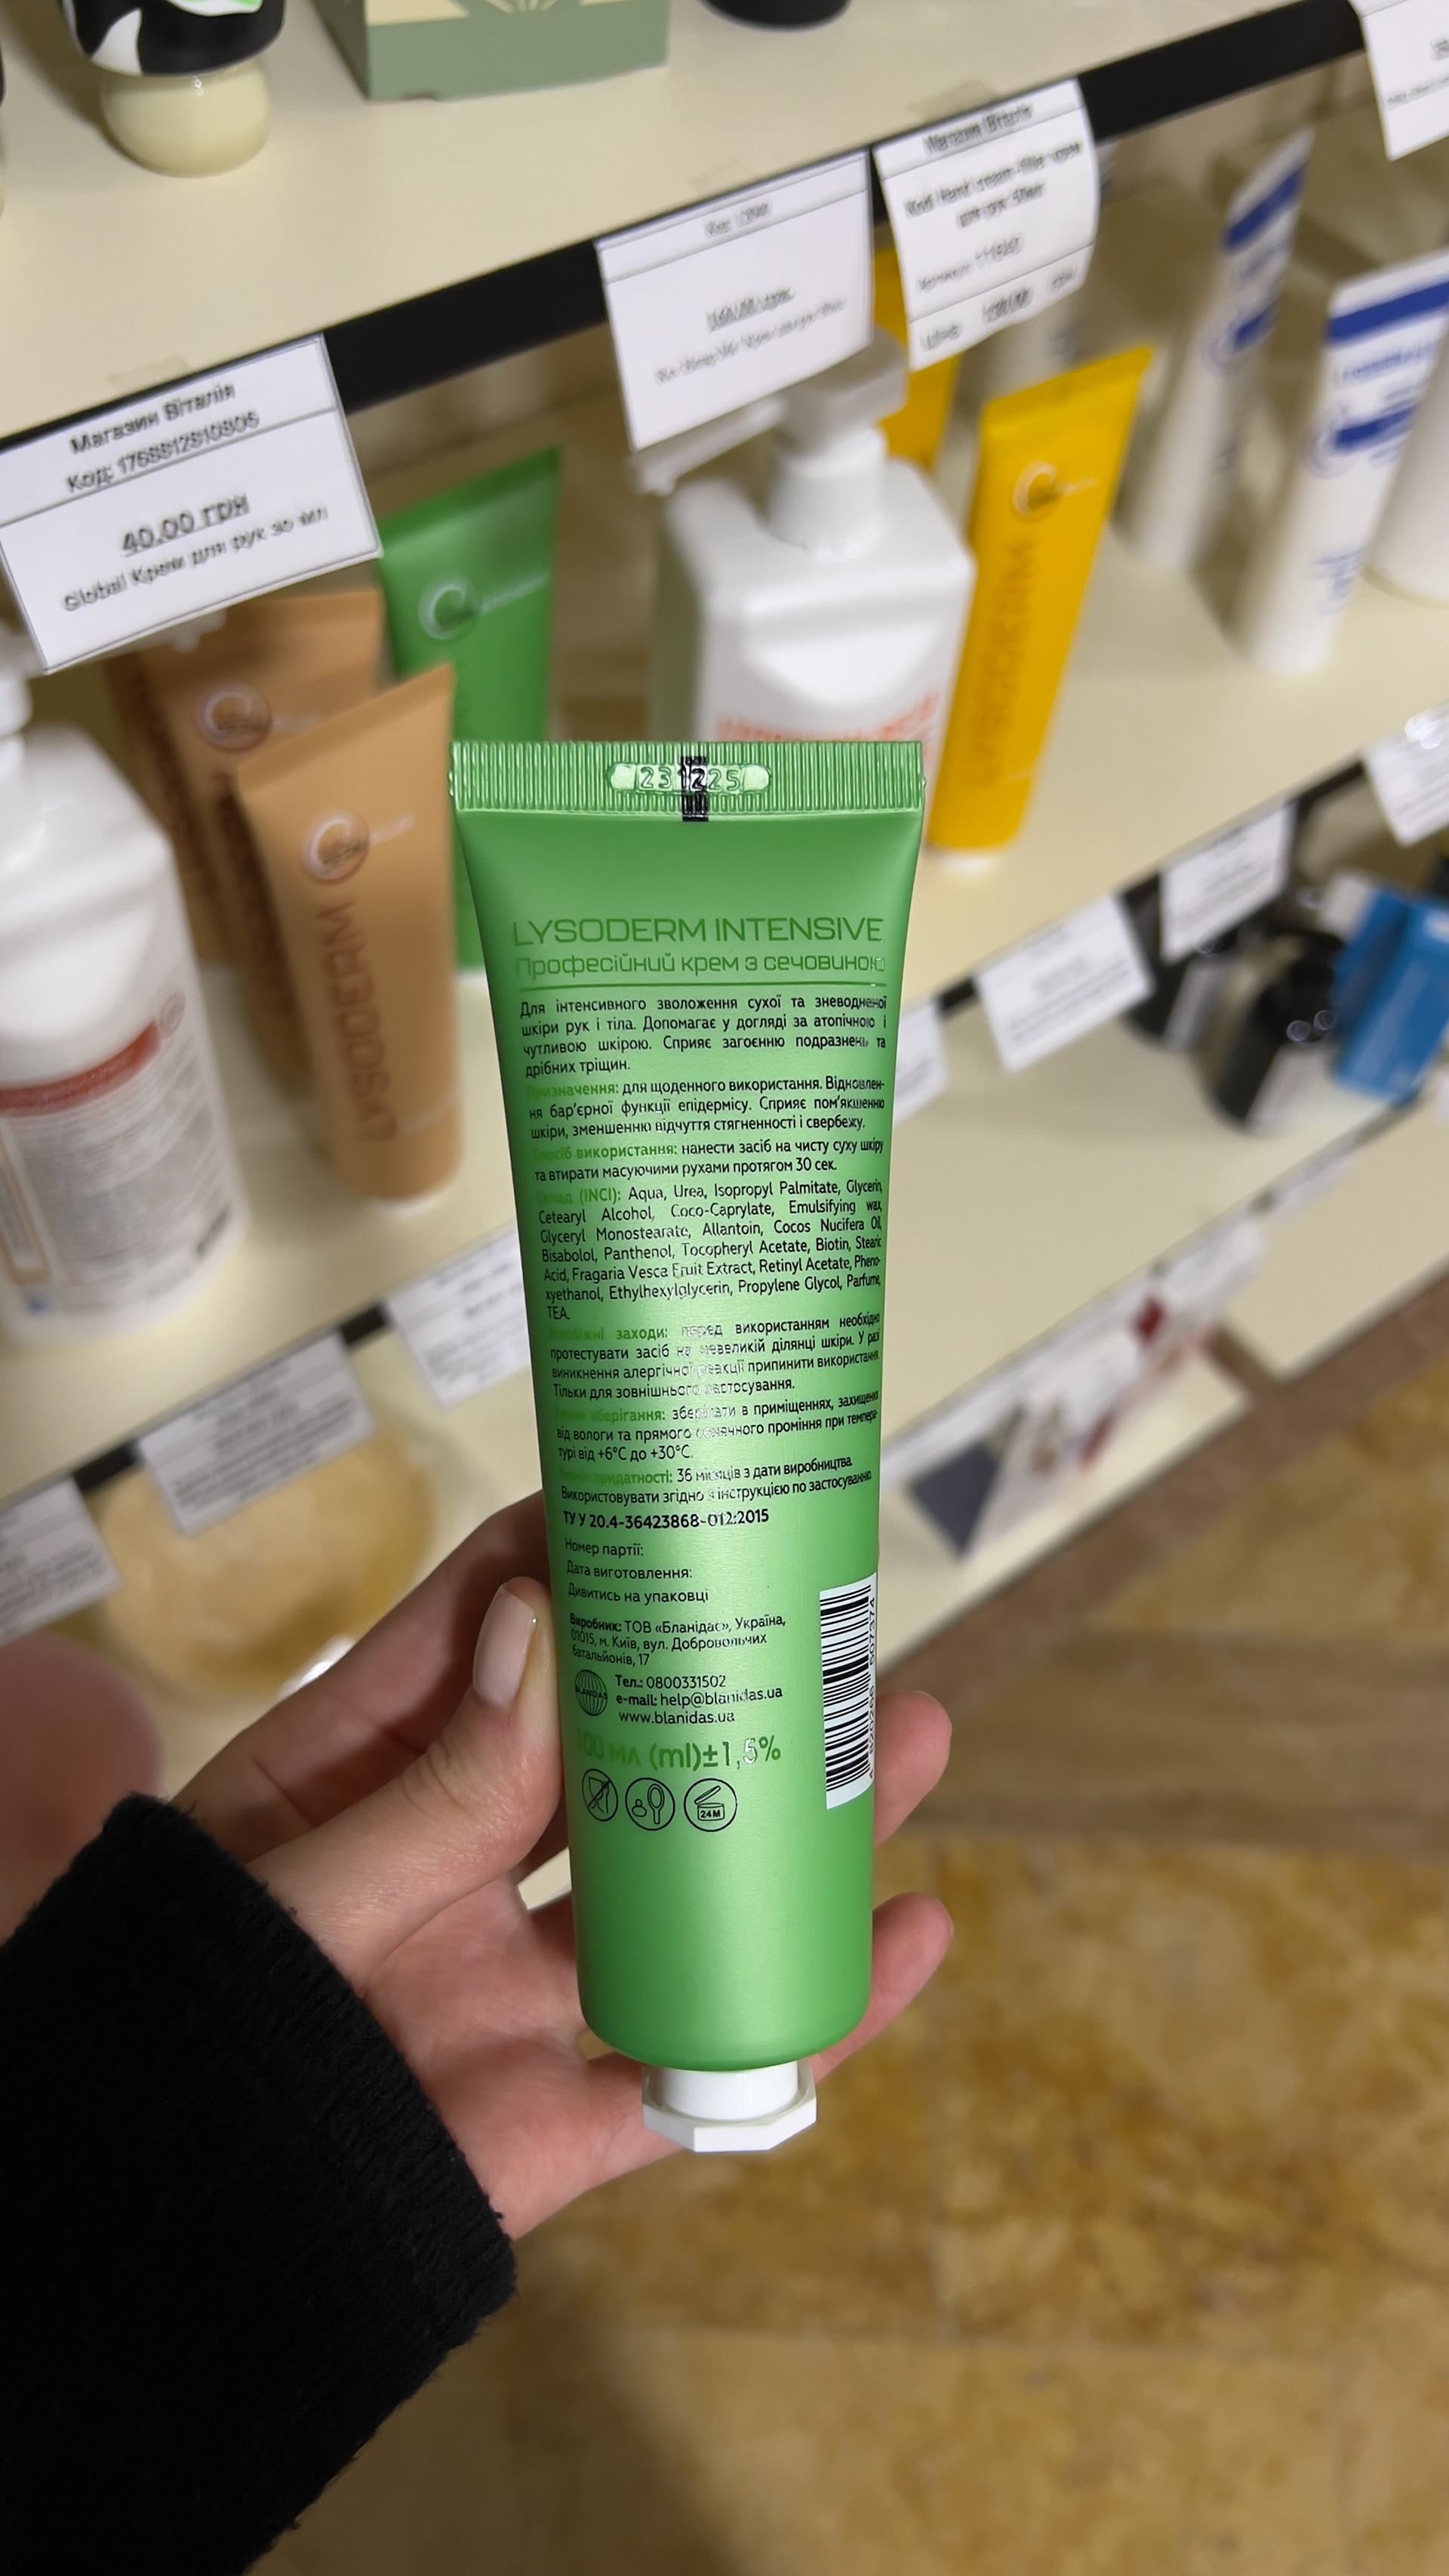 Магазин Віталія
Код: 1768812510805
40.00 грн
Global Крем для рук 30 мл
Магазин Віталія
LYSODERM
LYSODERM
231225
LYSODERM INTENSIVE
Професійний крем з сечовиною
Для інтенсивного зволоження сухої та зневодненої
шкіри рук і тіла. Допомагає у догляді за атопічною і
чутливою шкірою. Сприяє загоєнню подразнень та
дрібних тріщин.
Призначення: для щоденного використання. Відновлен-
ня бар'єрної функції епідермісу. Сприяє пом'якшенню
шкіри, зменшенню відчуття стягненності і свербежу.
Спосіб використання: нанести засіб на чисту суху шкіру
та втирати масуючими рухами протягом 30 сек.
Склад (INCI): Aqua, Urea, Isopropyl Palmitate, Glycerin,
Cetearyl Alcohol, Coco-Caprylate, Emulsifying wax,
Glyceryl Monostearate, Allantoin, Cocos Nucifera Oil,
Bisabolol, Panthenol, Tocopheryl Acetate, Biotin, Stearic
Acid, Fragaria Vesca Fruit Extract, Retinyl Acetate, Pheno-
xyethanol, Ethylhexylglycerin, Propylene Glycol, Parfume,
TEA.
Запобіжні заходи: перед використанням необхідно
протестувати засіб на невеликій ділянці шкіри. У разі
виникнення алергічної реакції припинити використання.
Тільки для зовнішнього застосування.
Умови зберігання: зберігати в приміщеннях, захищених
від вологи та прямого сонячного проміння при темпера-
турі від +6°C до +30°C.
Термін придатності: 36 місяців з дати виробництва.
Використовувати згідно з інструкцією по застосуванню.
ТУ У 20.4-36423868-012:2015
Номер партії:
Дата виготовлення:
Дивитись на упаковці
Виробник: ТОВ «Бланідас», Україна,
01015, м. Київ, вул. Добровольчих
батальйонів, 17
BLANIDAS
Тел.: 0800331502
e-mail: help@blanidas.ua
www.blanidas.ua
100 мл (ml)±1,5%
24M